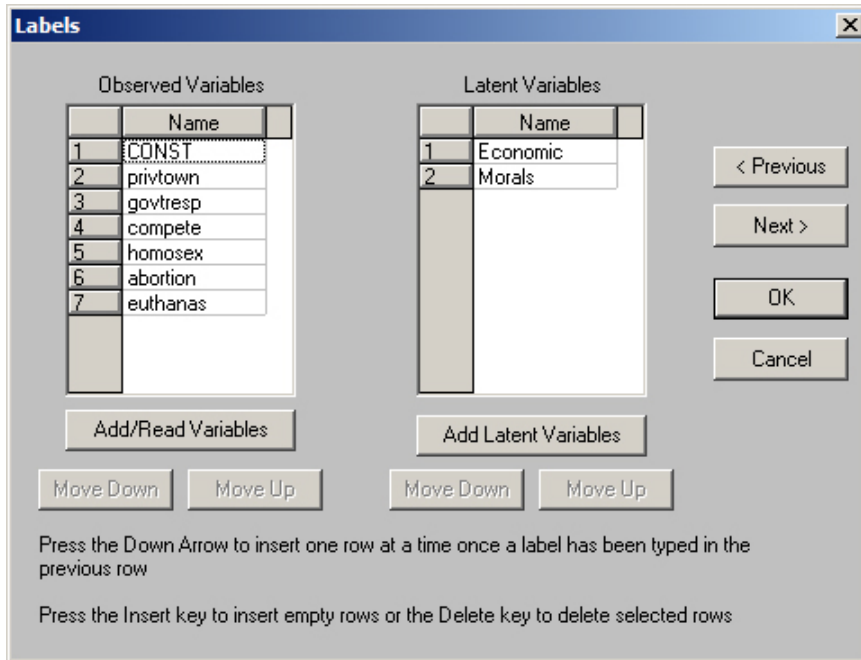 Labels
Observed Variables
Name
1 CONST
2 privtown
3 govtresp
4 compete
5 homosex
6 abortion
7 euthanas
Add/Read Variables
Move Down Move Up
Latent Variables
Name
1 Economic
2 Morals
Add Latent Variables
Move Down Move Up
< Previous
Next >
OK
Cancel
Press the Down Arrow to insert one row at a time once a label has been typed in the
previous row
Press the Insert key to insert empty rows or the Delete key to delete selected rows